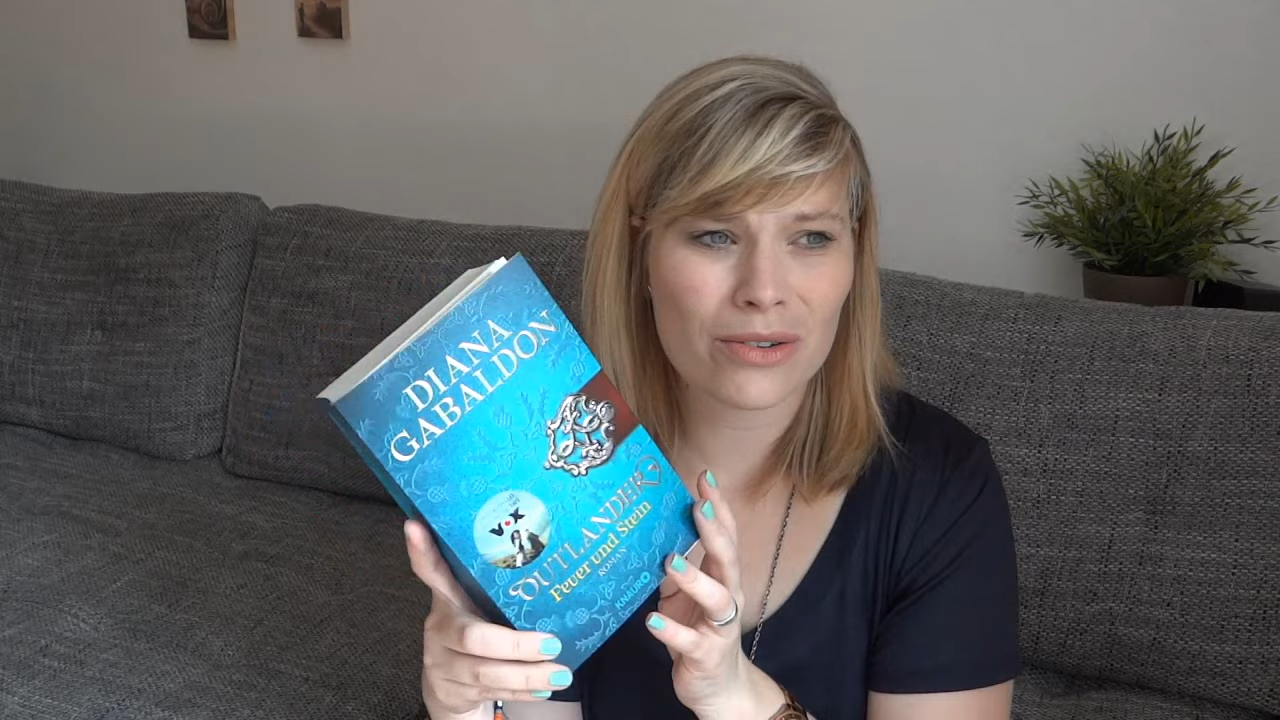 DIANA
GABALDON
VOX
OUTLANDER
Feuer und Stein
ROMAN
KNAUR